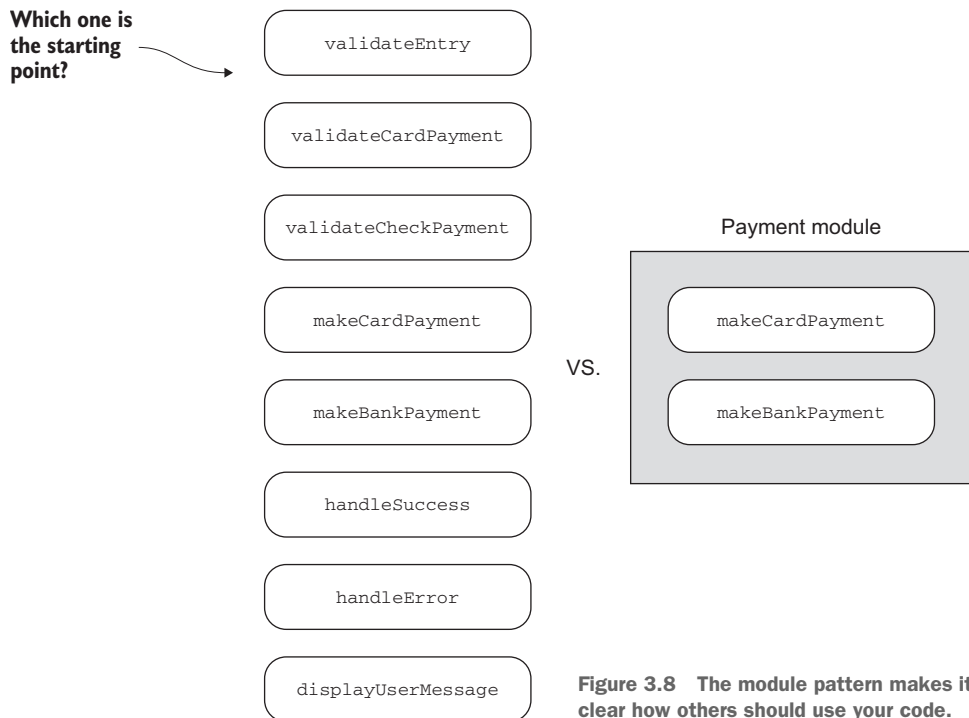 Which one is
the starting
point?
validateEntry
validateCardPayment
validateCheckPayment
makeCardPayment
makeBankPayment
handleSuccess
handleError
displayUserMessage
VS.
Payment module
makeCardPayment
makeBankPayment
Figure 3.8 The module pattern makes it
clear how others should use your code.